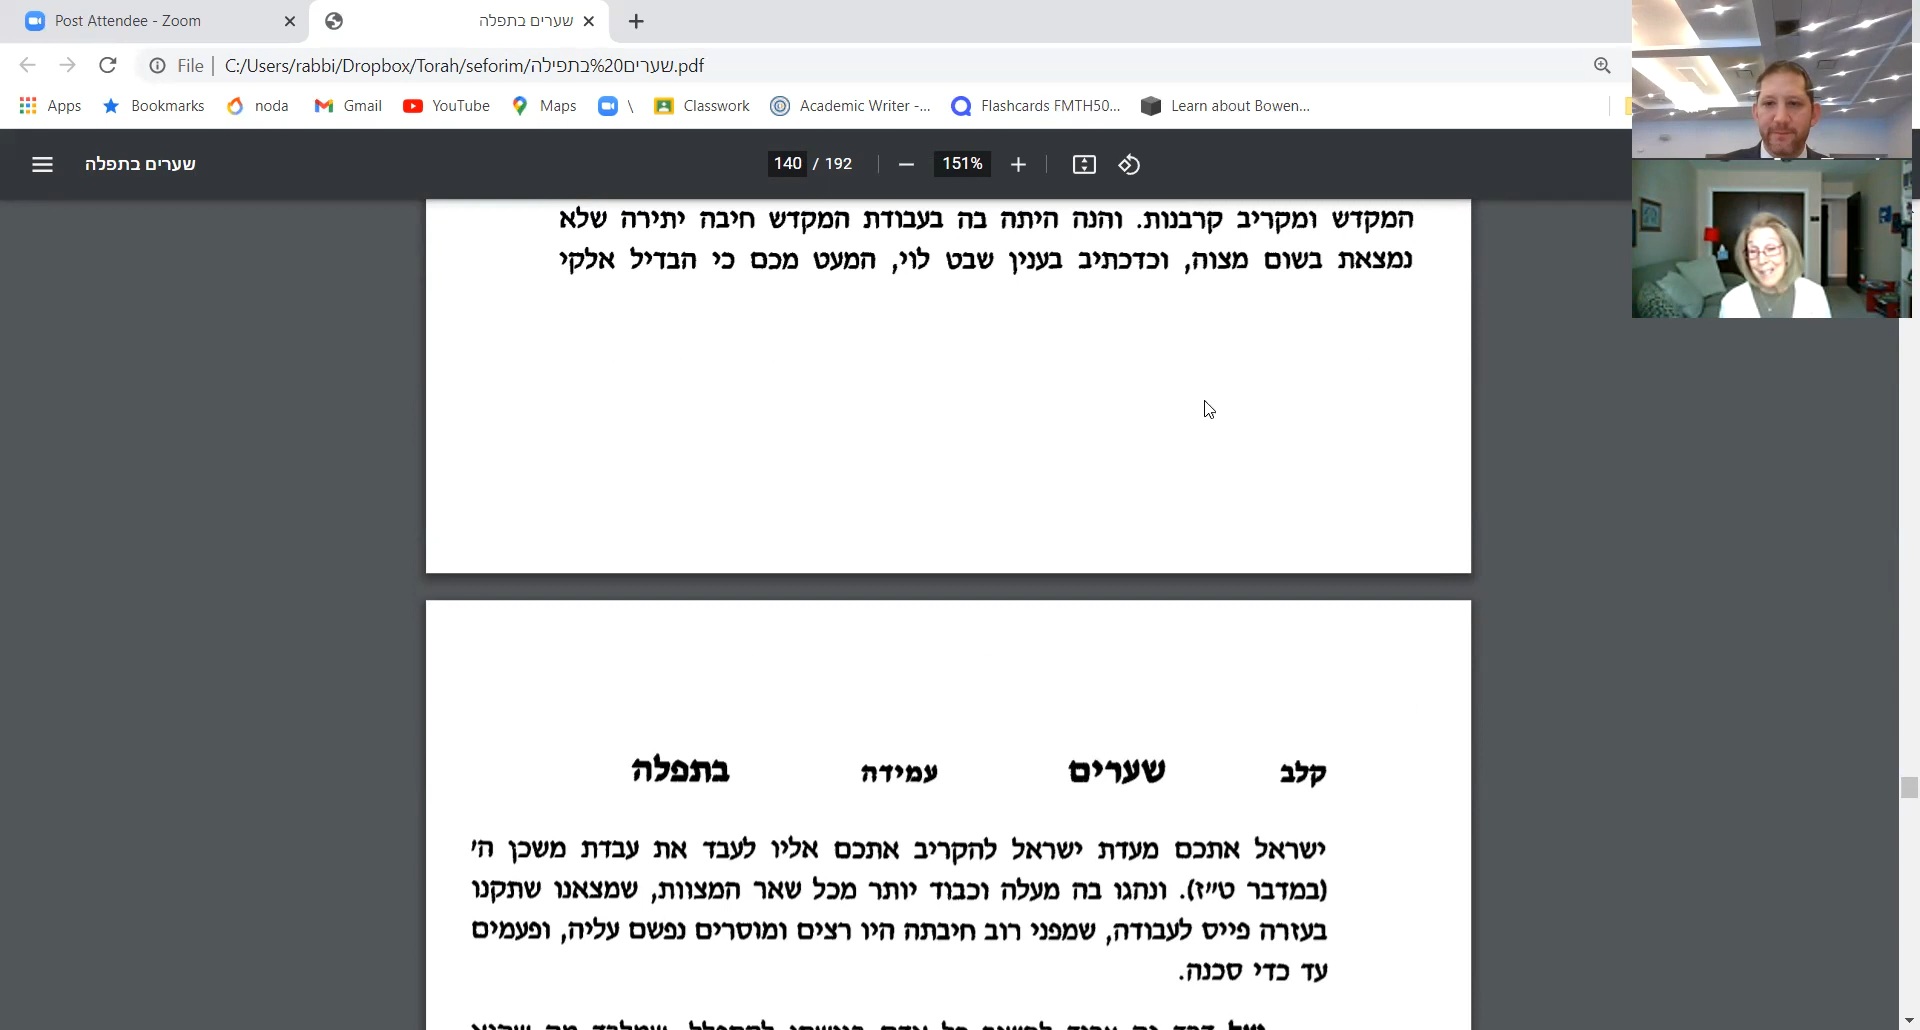 Post Attendee - Zoom
שערים בתפלה
File
C:/Users/rabbi/Dropbox/Torah/seforim/שערים%20בתפילה.pdf
Apps Bookmarks noda Gmail YouTube Maps \ Classwork Academic Writer -... Flashcards FMTH50... Learn about Bowen...
שערים בתפלה
140 / 192
151%
המקדש ומקריב קרבנות. והנה היתה בה בעבודת המקדש חיבה יתירה שלא
נמצאת בשום מצוה, וכדכתיב בענין שבט לוי, המעט מכם כי הבדיל אלקי
קלב שערים עמידה בתפלה
ישראל אתכם מעדת ישראל להקריב אתכם אליו לעבד את עבדת משכן ה׳
(במדבר ט״ז). ונהגו בה מעלה וכבוד יותר מכל שאר המצוות, שמצאנו שתקנו
בעזרה פייס לעבודה, שמפני רוב חיבתה היו רצים ומוסרים נפשם עליה, ופעמים
עד כדי סכנה.